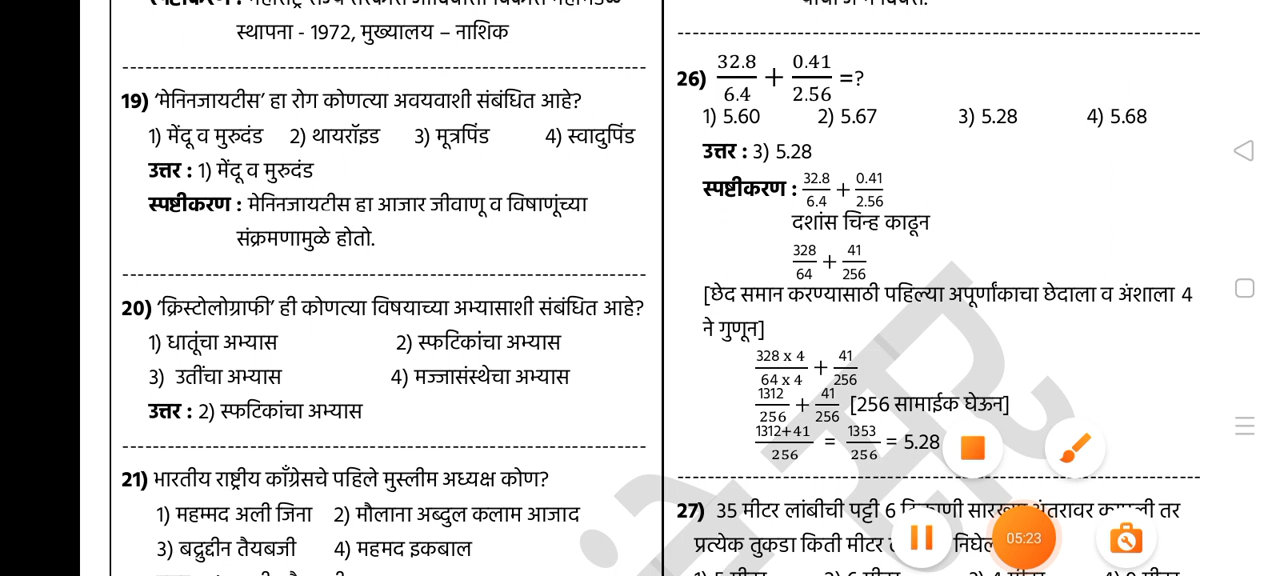 स्थापना - 1972, मुख्यालय – नाशिक
19) ‘मेनिनजायटीस’ हा रोग कोणत्या अवयवाशी संबंधित आहे?
1) मेंदू व मुरुदंड 2) थायरॉइड 3) मूत्रपिंड 4) स्वादुपिंड
उत्तर : 1) मेंदू व मुरुदंड
स्पष्टीकरण : मेनिनजायटीस हा आजार जीवाणू व विषाणूंच्या
संक्रमणामुळे होतो.
20) ‘क्रिस्टोलोग्राफी’ ही कोणत्या विषयाच्या अभ्यासाशी संबंधित आहे?
1) धातूंचा अभ्यास 2) स्फटिकांचा अभ्यास
3) उतींचा अभ्यास 4) मज्जासंस्थेचा अभ्यास
उत्तर : 2) स्फटिकांचा अभ्यास
21) भारतीय राष्ट्रीय काँग्रेसचे पहिले मुस्लीम अध्यक्ष कोण?
1) महम्मद अली जिना 2) मौलाना अब्दुल कलाम आजाद
3) बद्रुद्दीन तैयबजी 4) महमद इकबाल
26) 32.8/6.4 + 0.41/2.56 =?
1) 5.60 2) 5.67 3) 5.28 4) 5.68
उत्तर : 3) 5.28
स्पष्टीकरण : 32.8/6.4 + 0.41/2.56
दशांस चिन्ह काढून
328/64 + 41/256
[छेद समान करण्यासाठी पहिल्या अपूर्णांकाचा छेदाला व अंशाला 4
ने गुणून]
328 x 4/64 x 4 + 41/256
1312/256 + 41/256 [256 सामाईक घेऊन]
1312+41/256 = 1353/256 = 5.28
27) 35 मीटर लांबीची पट्टी 6 तर
प्रत्येक तुकडा किती मीटर
05:23